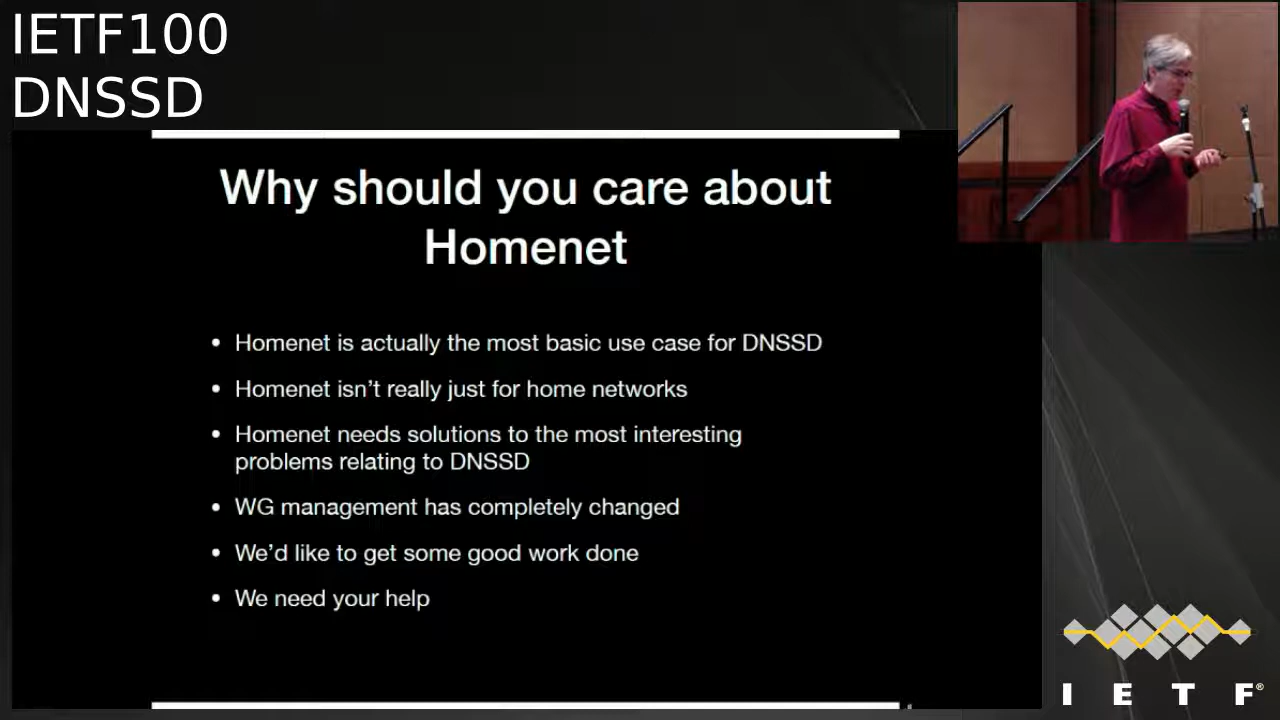 IETF100
DNSSD
Why should you care about
Homenet
• Homenet is actually the most basic use case for DNSSD
• Homenet isn't really just for home networks
• Homenet needs solutions to the most interesting
problems relating to DNSSD
• WG management has completely changed
• We'd like to get some good work done
• We need your help
I E T F®